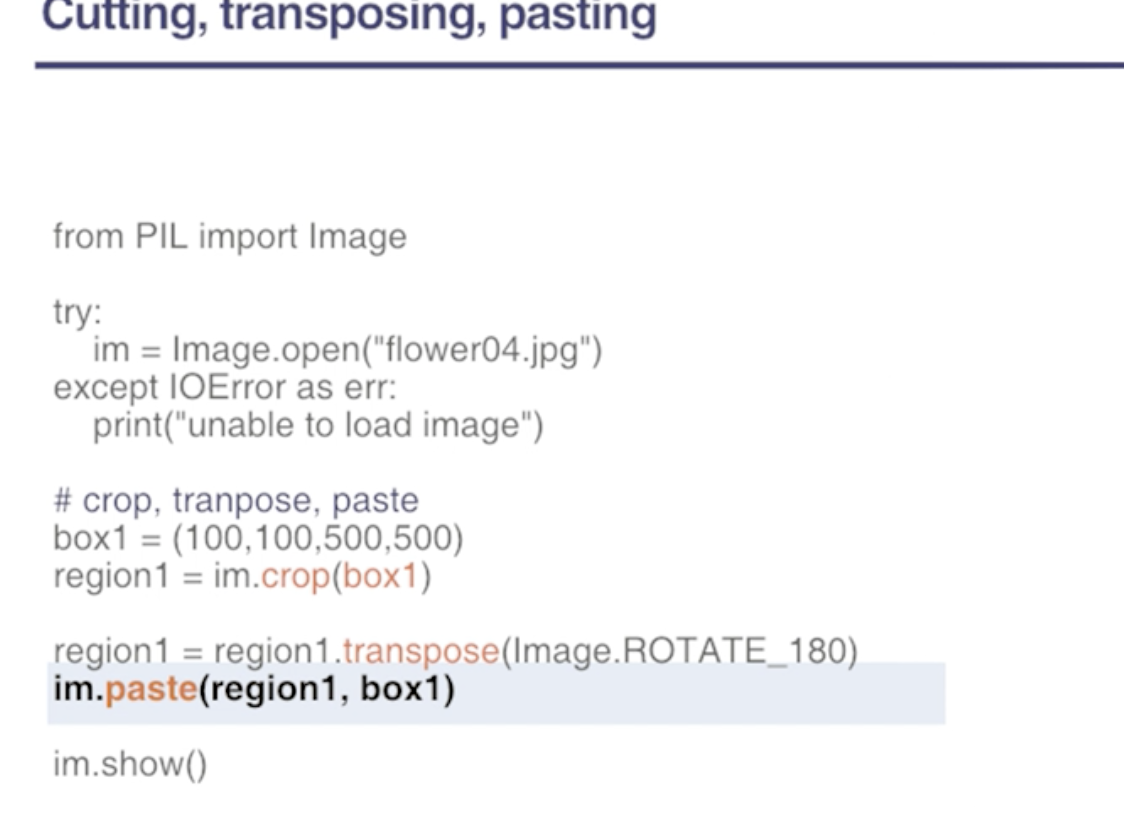 Cutting, transposing, pasting
from PIL import Image
try:
im = Image.open("flower04.jpg")
except IOError as err:
print("unable to load image")
# crop, tranpose, paste
box1 = (100,100,500,500)
region1 = im.crop(box1)
region1 = region1.transpose(Image.ROTATE_180)
im.paste(region1, box1)
im.show()